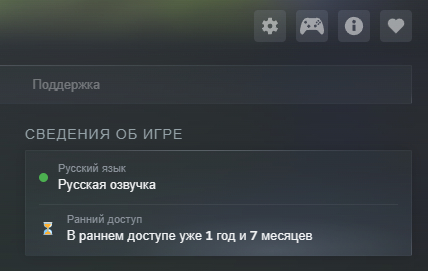 Поддержка
СВЕДЕНИЯ ОБ ИГРЕ
Русский язык
Русская озвучка
Ранний доступ
В раннем доступе уже 1 год и 7 месяцев